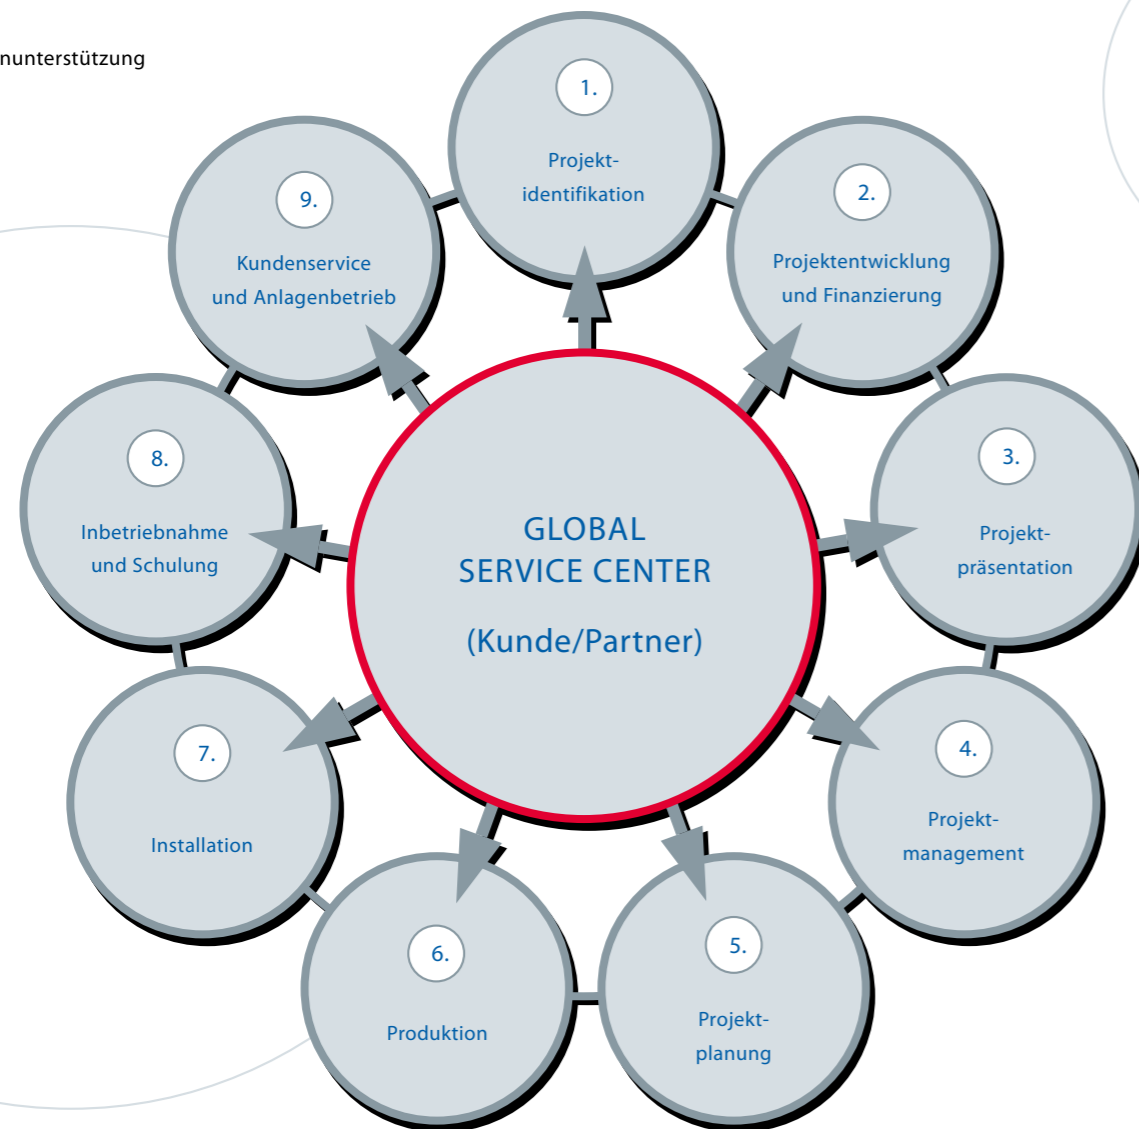 nunterstützung
1.
Projekt-
identifikation
2.
Projektentwicklung
und Finanzierung
3.
Projekt-
präsentation
4.
Projekt-
management
5.
Projekt-
planung
6.
Produktion
7.
Installation
8.
Inbetriebnahme
und Schulung
9.
Kundenservice
und Anlagenbetrieb
GLOBAL
SERVICE CENTER
(Kunde/Partner)